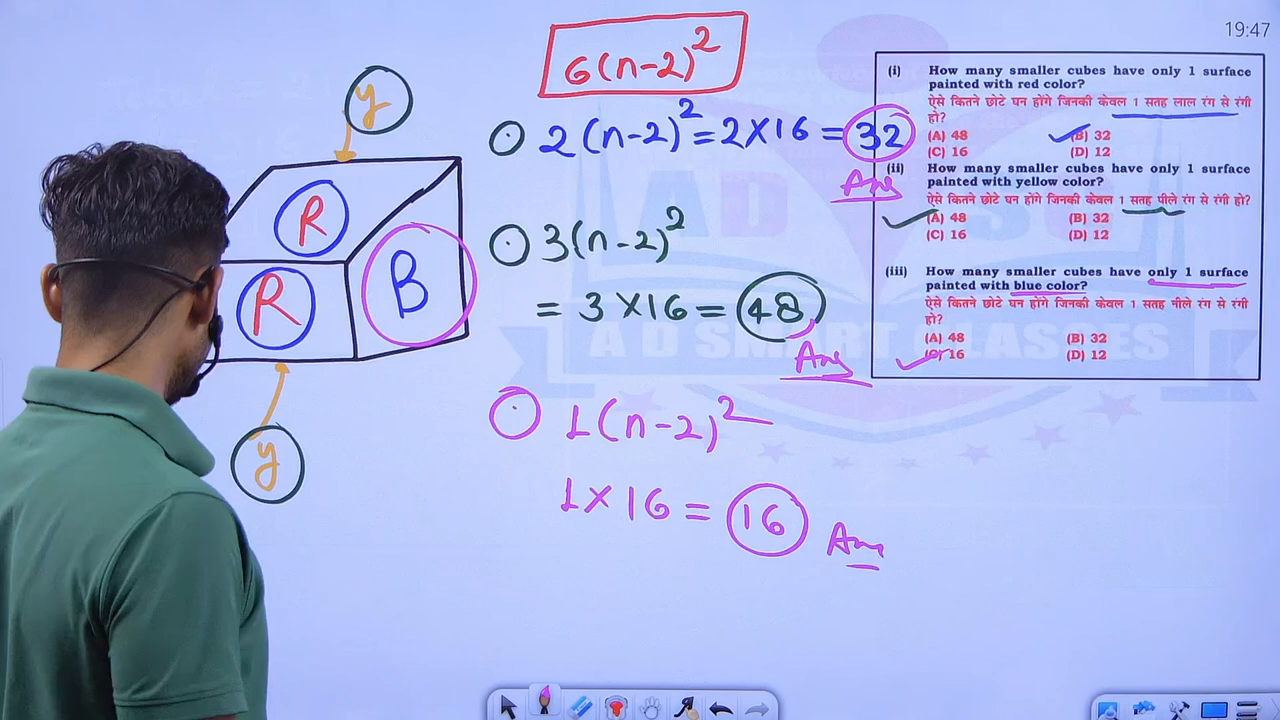 19:47
6(n-2)²
2(n-2)²=2×16=32
Ans
3(n-2)²
= 3×16= 48
Ans
1(n-2)²
1×16= 16
Ans
y
R
R
B
y
(i) How many smaller cubes have only 1 surface
painted with red color?
ऐसे कितने छोटे घन होंगे जिनकी केवल 1 सतह लाल रंग से रंगी
हो?
(A) 48 (B) 32
(C) 16 (D) 12
(ii) How many smaller cubes have only 1 surface
painted with yellow color?
ऐसे कितने छोटे घन होंगे जिनकी केवल 1 सतह पीले रंग से रंगी हो?
(A) 48 (B) 32
(C) 16 (D) 12
(iii) How many smaller cubes have only 1 surface
painted with blue color?
ऐसे कितने छोटे घन होंगे जिनकी केवल 1 सतह नीले रंग से रंगी
हो?
(A) 48 (B) 32
(C) 16 (D) 12
A D SMART CLASSES